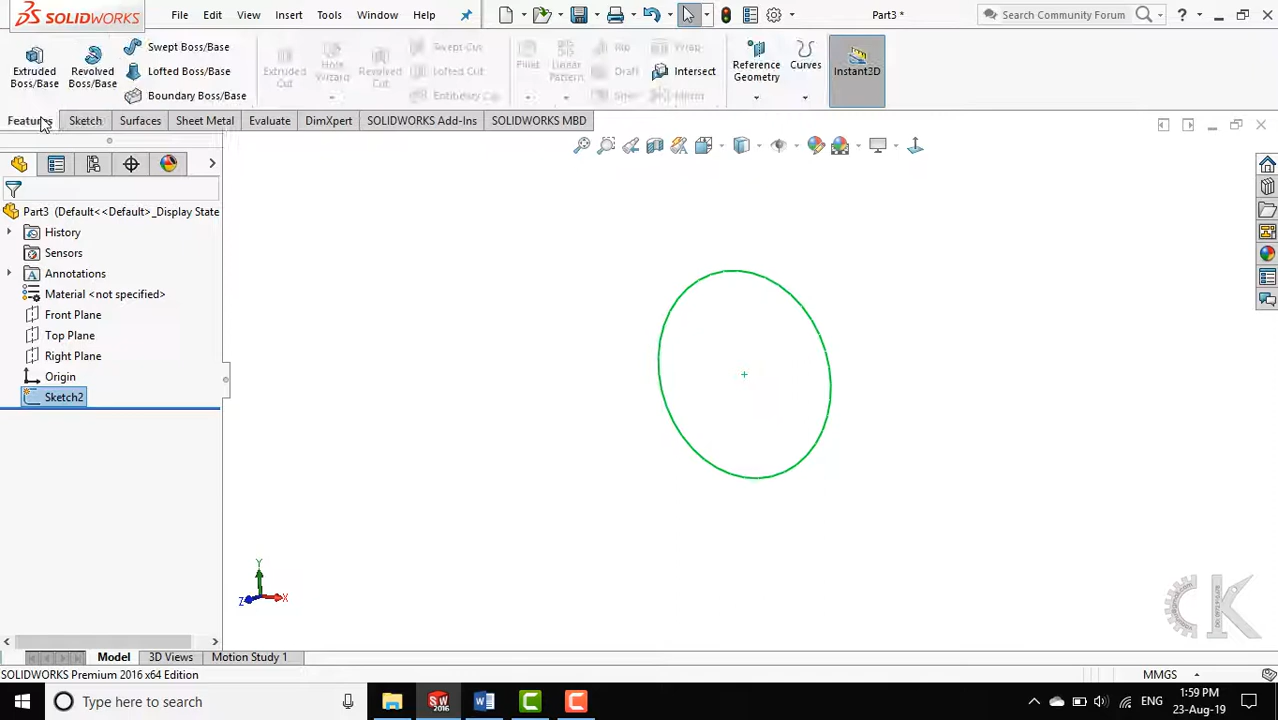 SOLIDWORKS File Edit View Insert Tools Window Help Part3 * Search Community Forum ?
Extruded Boss/Base
Revolved Boss/Base
Swept Boss/Base
Lofted Boss/Base
Boundary Boss/Base
Extruded Cut
Hole Wizard
Revolved Cut
Swept Cut
Lofted Cut
Boundary Cut
Fillet
Linear Pattern
Rib
Draft
Shell
Wrap
Intersect
Mirror
Reference Geometry
Curves
Instant3D
Features Sketch Surfaces Sheet Metal Evaluate DimXpert SOLIDWORKS Add-Ins SOLIDWORKS MBD
Part3 (Default<<Default>_Display State
History
Sensors
Annotations
Material <not specified>
Front Plane
Top Plane
Right Plane
Origin
Sketch2
Y
Z X
Model 3D Views Motion Study 1
SOLIDWORKS Premium 2016 x64 Edition MMGS
Type here to search
SW
2016
ENG
1:59 PM
23-Aug-19